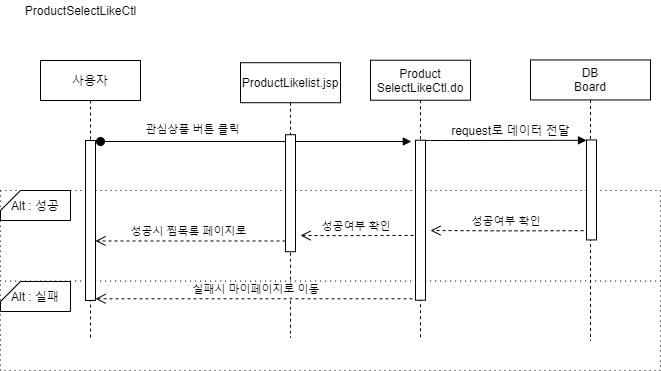 ProductSelectLikeCtl
사용자
ProductLikelist.jsp
Product
SelectLikeCtl.do
DB
Board
관심상품 버튼 클릭
request로 데이터 전달
Alt : 성공
성공시 찜목록 페이지로
성공여부 확인
성공여부 확인
Alt : 실패
실패시 마이페이지로 이동